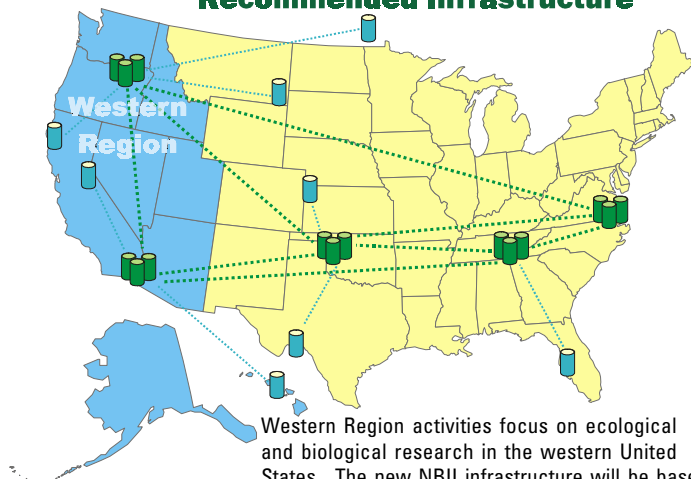 Recommended Infrastructure
Western
Region
Western Region activities focus on ecological
and biological research in the western United
States. The new NBII infrastructure will be base